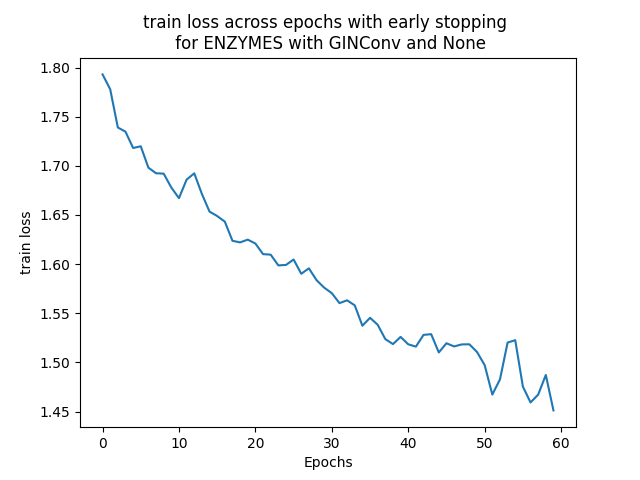 train loss across epochs with early stopping
for ENZYMES with GINConv and None
1.80
1.75
1.70
1.65
1.60
1.55
1.50
1.45
train loss
0 10 20 30 40 50 60
Epochs